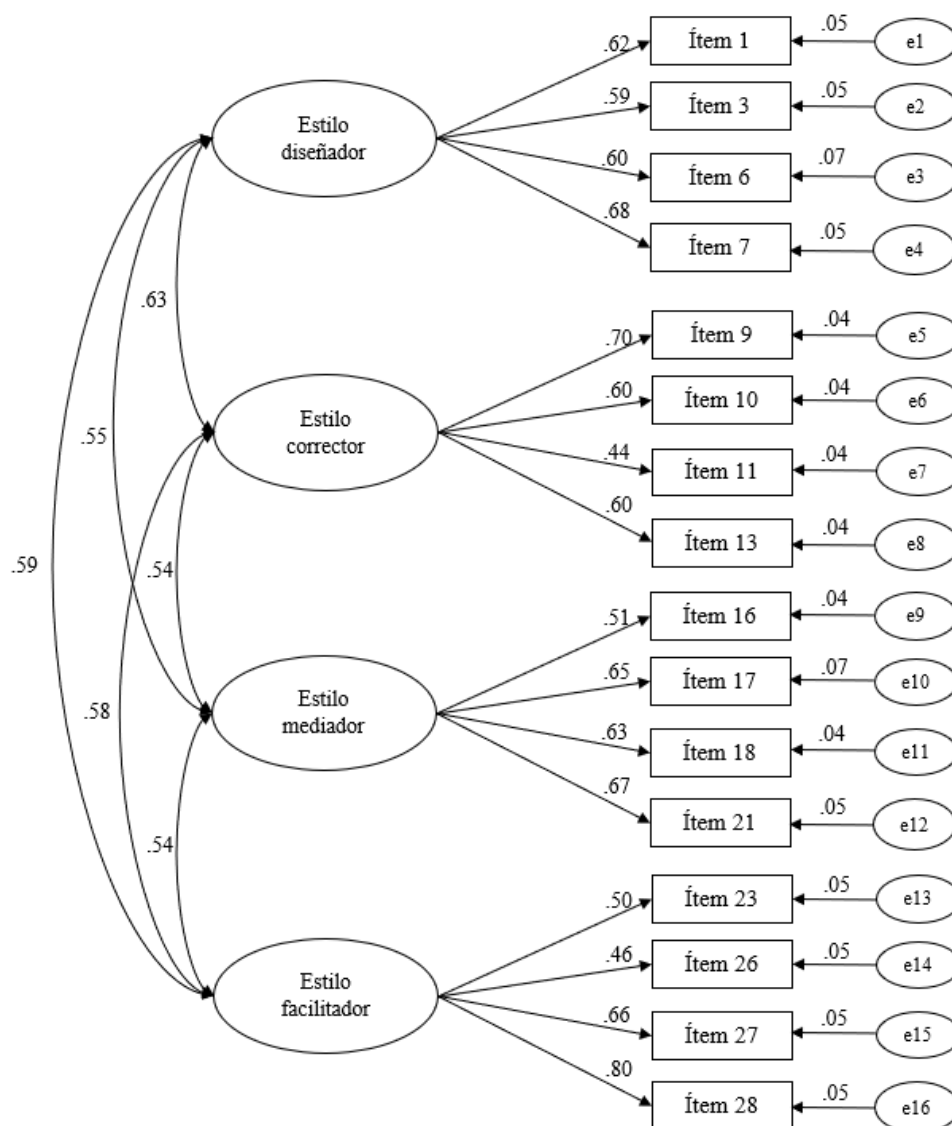 .62
Ítem 1
.05
e1
Estilo
diseñador
.59
Ítem 3
.05
e2
.60
Ítem 6
.07
e3
.68
Ítem 7
.05
e4
.63
.70
Ítem 9
.04
e5
Estilo
corrector
.60
Ítem 10
.04
e6
.55
.44
Ítem 11
.04
e7
.60
Ítem 13
.04
e8
.59
.54
.51
Ítem 16
.04
e9
Estilo
mediador
.65
Ítem 17
.07
e10
.58
.63
Ítem 18
.04
e11
.67
Ítem 21
.05
e12
.54
.50
Ítem 23
.05
e13
Estilo
facilitador
.46
Ítem 26
.05
e14
.66
Ítem 27
.05
e15
.80
Ítem 28
.05
e16